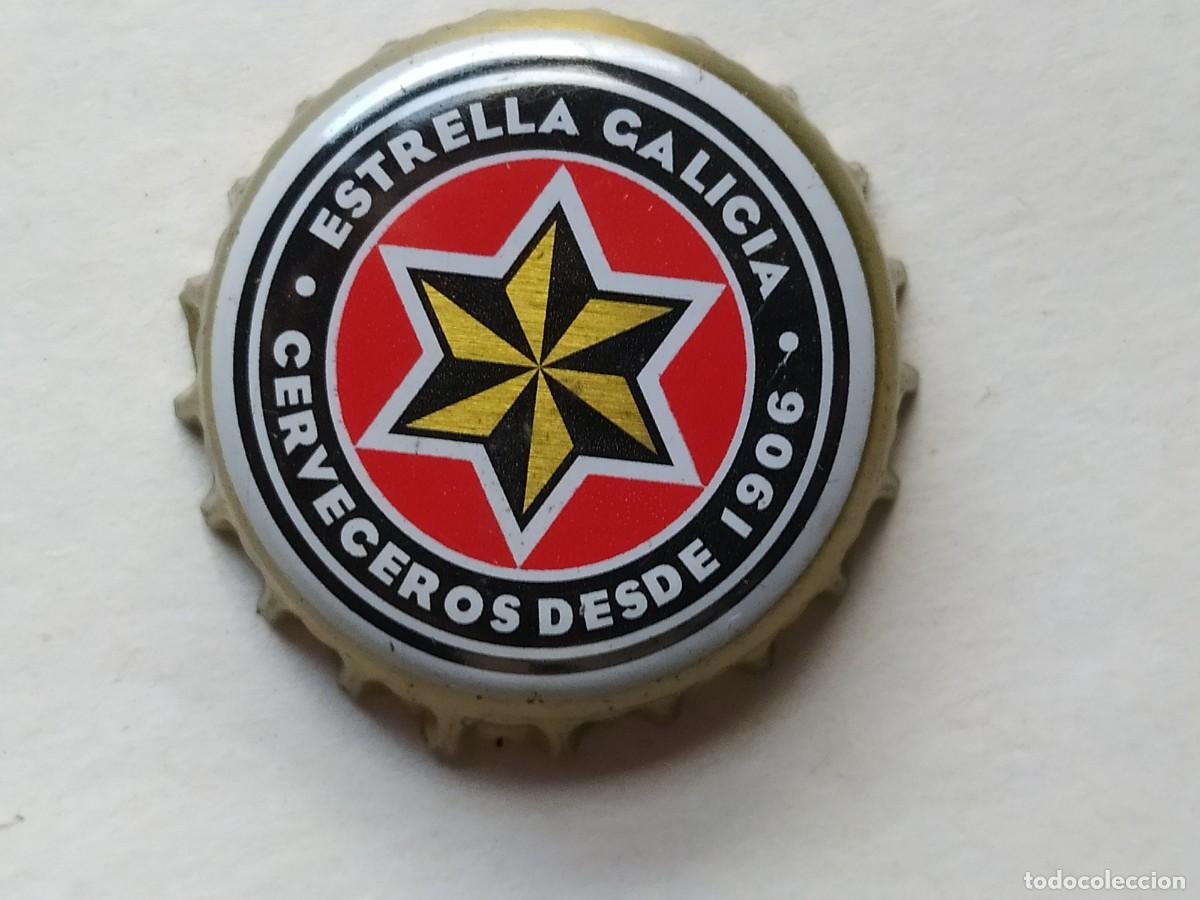 ESTRELLA GALICIA
CERVECEROS DESDE 1906
todocoleccion